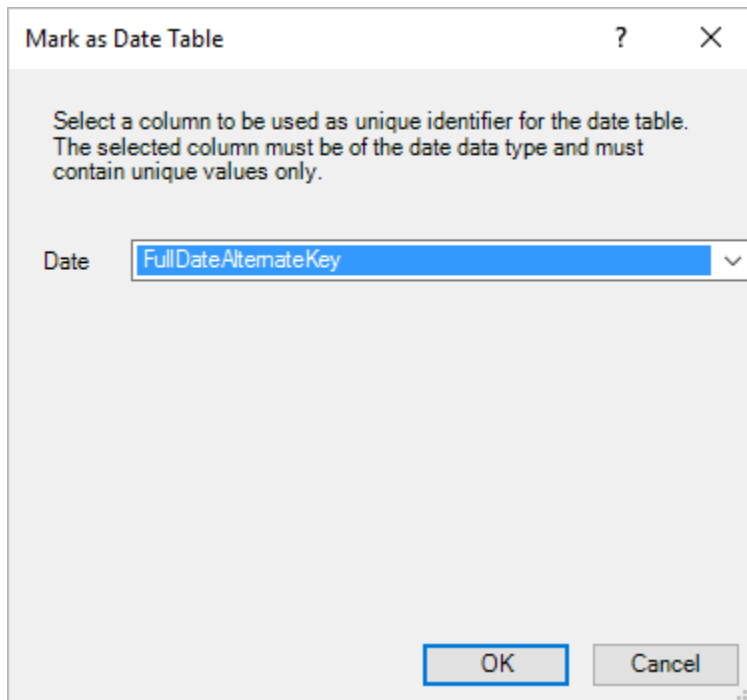 Mark as Date Table ?
Select a column to be used as unique identifier for the date table.
The selected column must be of the date data type and must
contain unique values only.
Date FullDateAlternateKey
OK Cancel